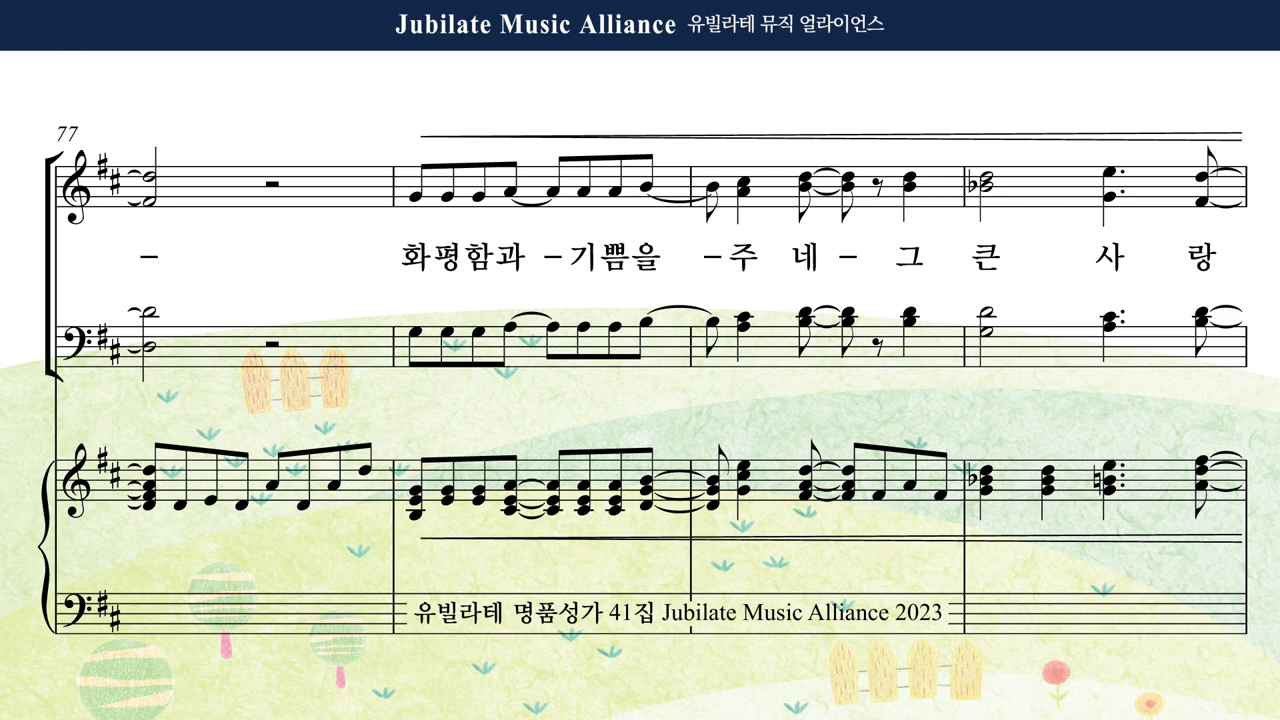 Jubilate Music Alliance 유빌라테 뮤직 얼라이언스
77
- 화평함과 - 기쁨을 - 주 네 - 그 큰 사 랑
유빌라테 명품성가 41집 Jubilate Music Alliance 2023